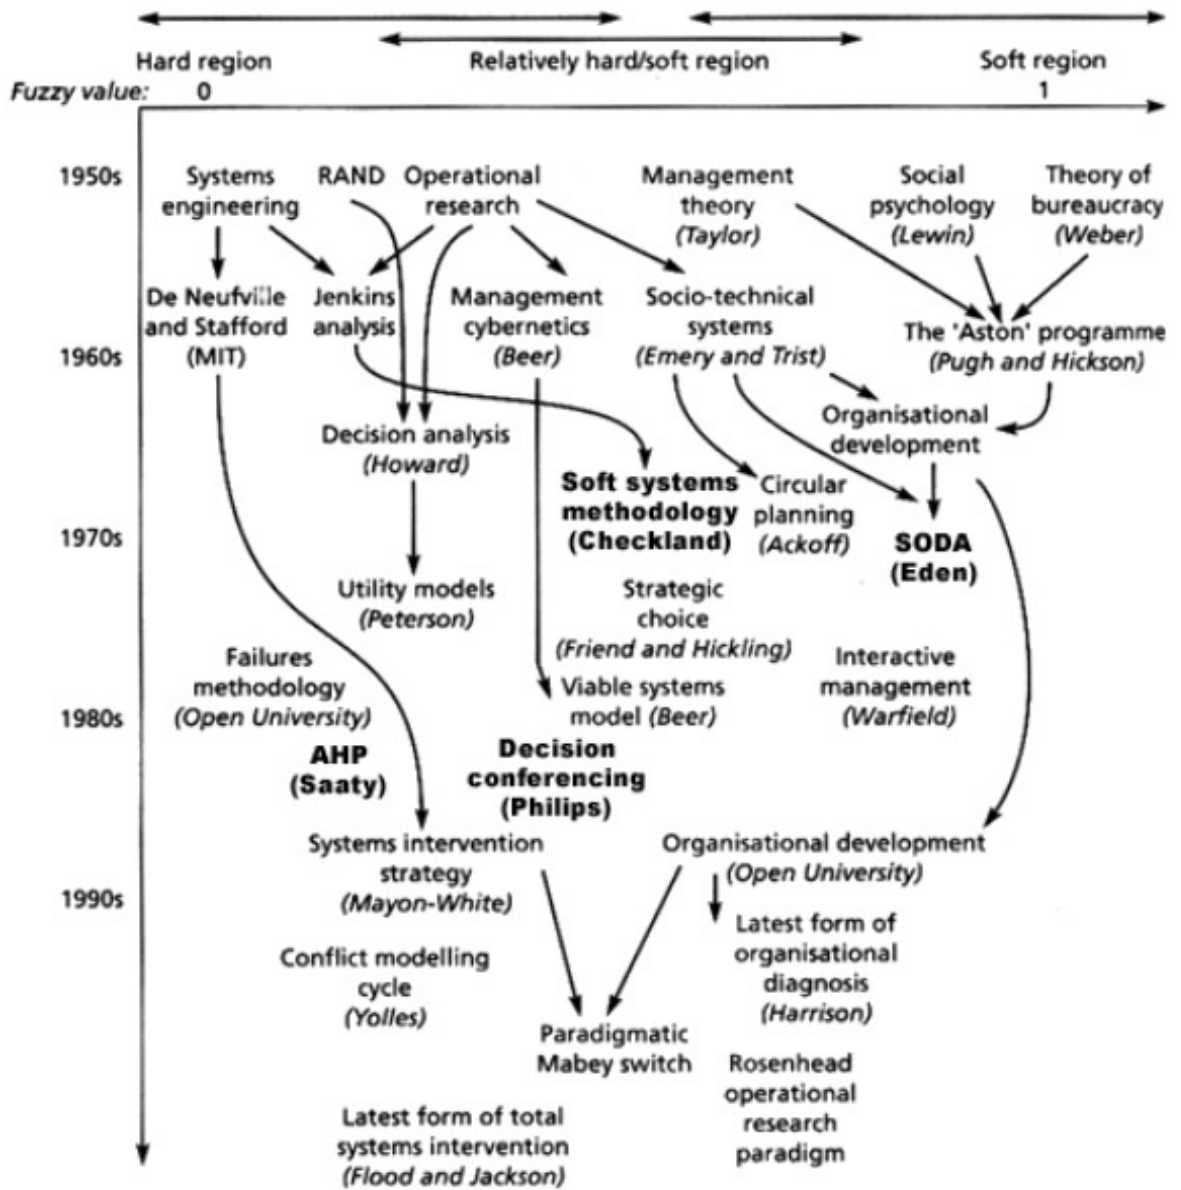 Hard region
Relatively hard/soft region
Soft region
Fuzzy value:
0
1
1950s
Systems
engineering
RAND
Operational
research
Management
theory
(Taylor)
Social
psychology
(Lewin)
Theory of
bureaucracy
(Weber)
De Neufville
and Stafford
(MIT)
Jenkins
analysis
Management
cybernetics
(Beer)
Socio-technical
systems
(Emery and Trist)
The 'Aston' programme
(Pugh and Hickson)
1960s
Organisational
development
Decision analysis
(Howard)
Soft systems
methodology
(Checkland)
Circular
planning
(Ackoff)
1970s
SODA
(Eden)
Utility models
(Peterson)
Strategic
choice
(Friend and Hickling)
Failures
methodology
(Open University)
Interactive
management
(Warfield)
Viable systems
model (Beer)
1980s
AHP
(Saaty)
Decision
conferencing
(Philips)
Systems intervention
strategy
(Mayon-White)
Organisational development
(Open University)
1990s
Latest form of
organisational
diagnosis
(Harrison)
Conflict modelling
cycle
(Yolles)
Paradigmatic
Mabey switch
Rosenhead
operational
research
paradigm
Latest form of total
systems intervention
(Flood and Jackson)